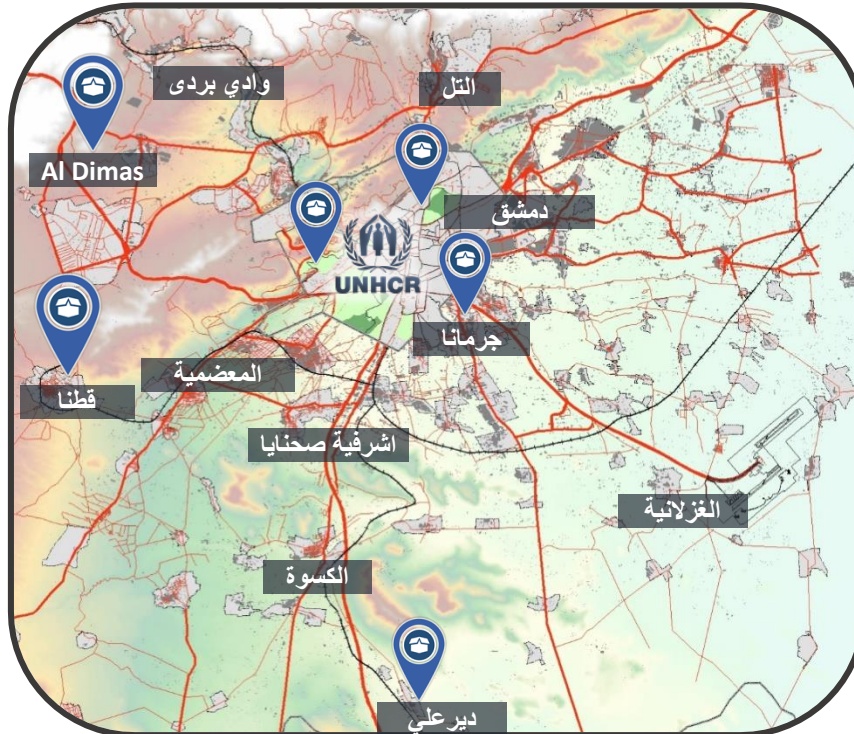 وادي بردى
التل
Al Dimas
دمشق
UNHCR
جرمانا
المعضمية
قطنا
اشرفية صحنايا
الغزلانية
الكسوة
ديرعلي